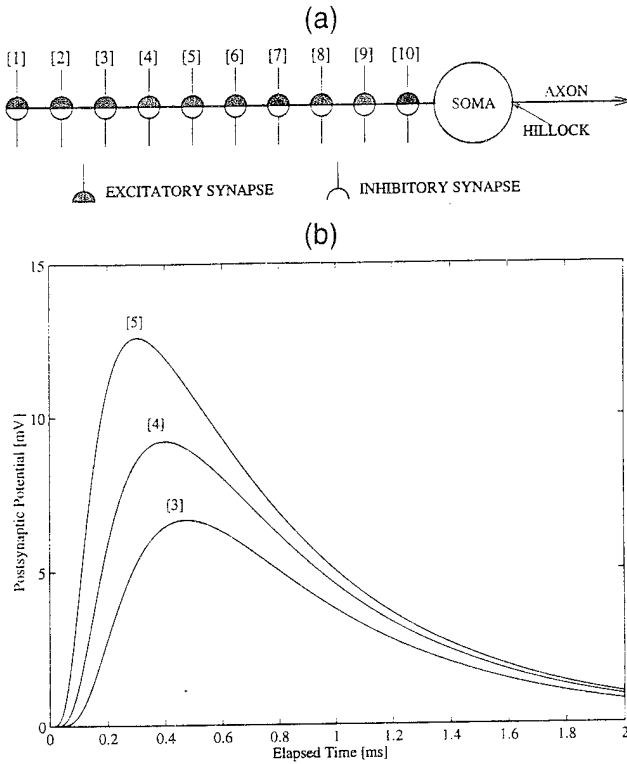 (a)
[1] [2] [3] [4] [5] [6] [7] [8] [9] [10]
SOMA
AXON
HILLOCK
EXCITATORY SYNAPSE
INHIBITORY SYNAPSE
(b)
15
10
5
0
Postsynaptic Potential [mV]
[5]
[4]
[3]
0 0.2 0.4 0.6 0.8 1 1.2 1.4 1.6 1.8 2
Elapsed Time [ms]